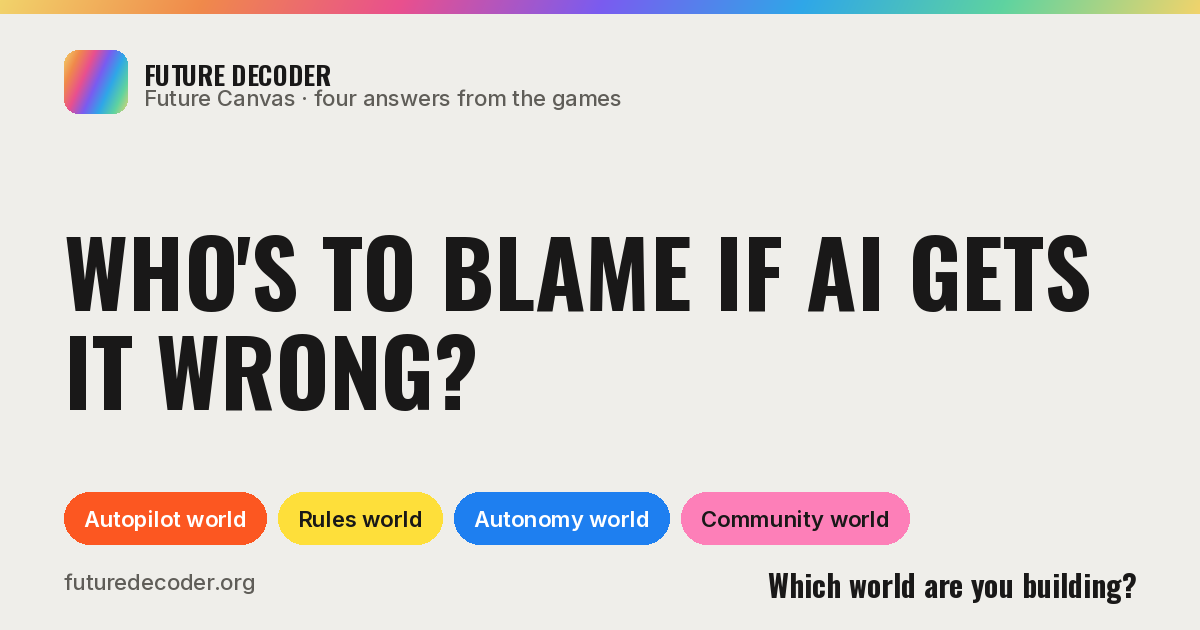 FUTURE DECODER
Future Canvas · four answers from the games
WHO'S TO BLAME IF AI GETS
IT WRONG?
Autopilot world
Rules world
Autonomy world
Community world
futuredecoder.org
Which world are you building?